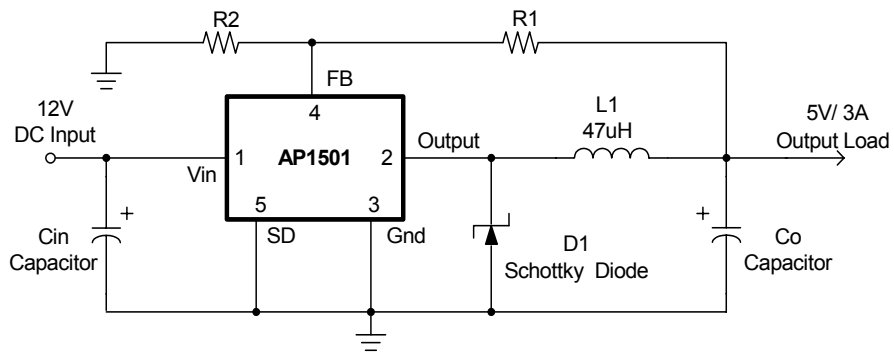 R2
R1
FB
4
12V
DC Input
L1
47uH
5V/ 3A
Output Load
Output
1
AP1501
2
Vin
5
3
SD
Gnd
+
Cin
Capacitor
D1
Schottky Diode
+
Co
Capacitor